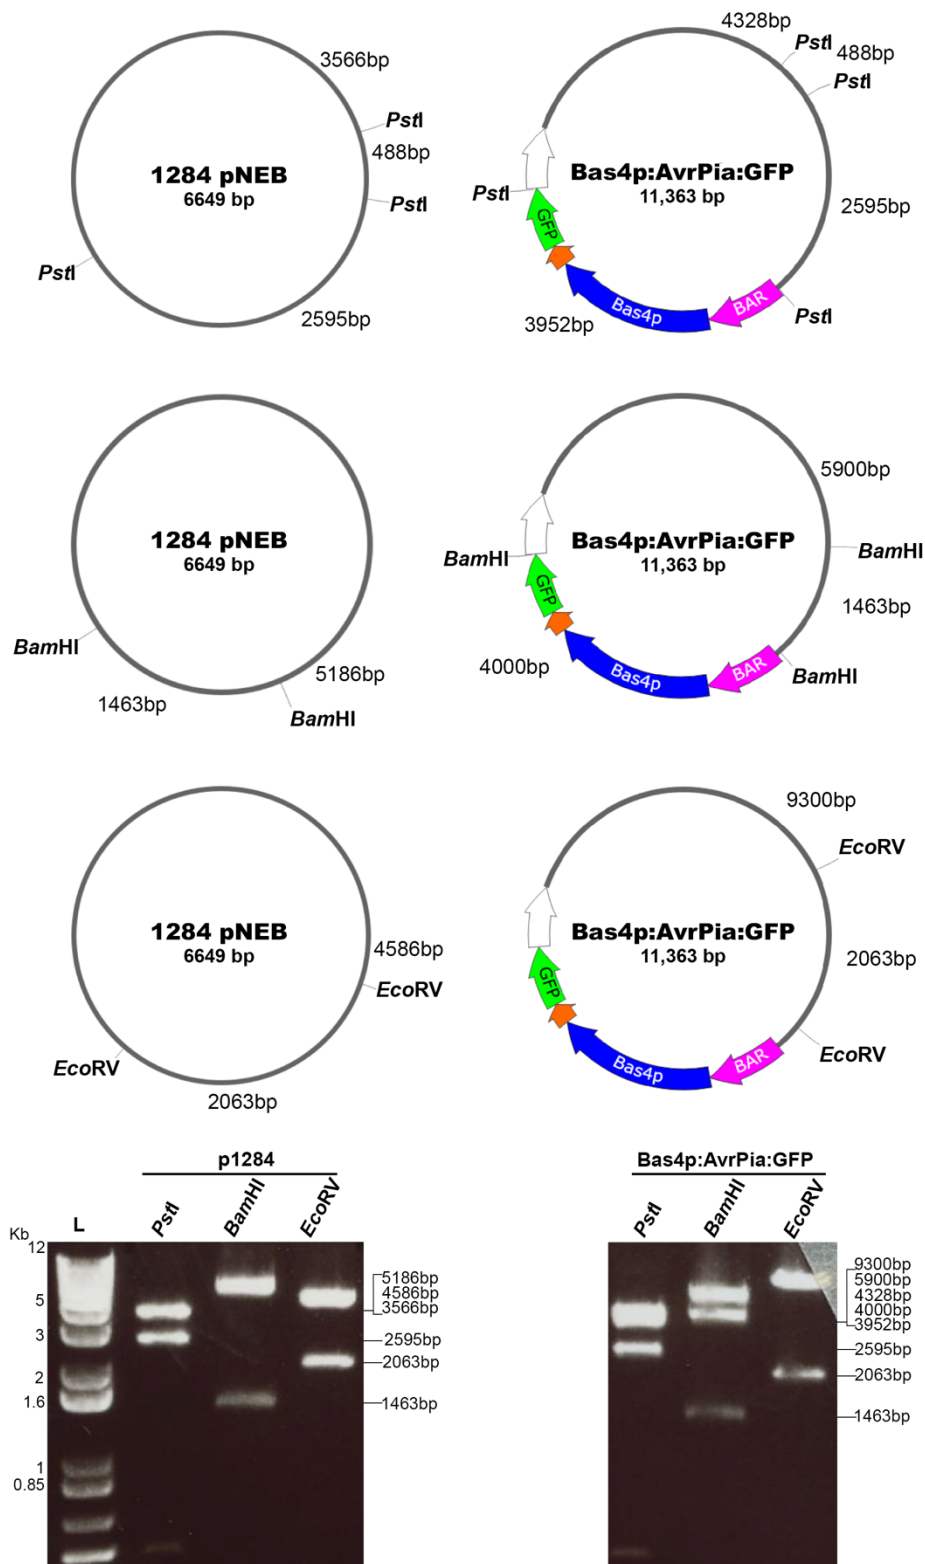 3566bp
PstI
488bp
1284 pNEB
6649 bp
PstI
PstI
2595bp
4328bp
PstI
488bp
PstI
Bas4p:AvrPia:GFP
11,363 bp
PstI
2595bp
GFP
Bas4p
BAR
PstI
3952bp
1284 pNEB
6649 bp
BamHI
5186bp
1463bp
BamHI
5900bp
Bas4p:AvrPia:GFP
11,363 bp
BamHI
BamHI
GFP
1463bp
4000bp
Bas4p
BAR
BamHI
1284 pNEB
6649 bp
4586bp
EcoRV
EcoRV
2063bp
9300bp
EcoRV
Bas4p:AvrPia:GFP
11,363 bp
2063bp
GFP
EcoRV
Bas4p
BAR
p1284
L
PstI
BamHI
EcoRV
Kb
12
5
3
2
1.6
1
0.85
5186bp
4586bp
3566bp
2595bp
2063bp
1463bp
Bas4p:AvrPia:GFP
PstI
BamHI
EcoRV
9300bp
5900bp
4328bp
4000bp
3952bp
2595bp
2063bp
1463bp